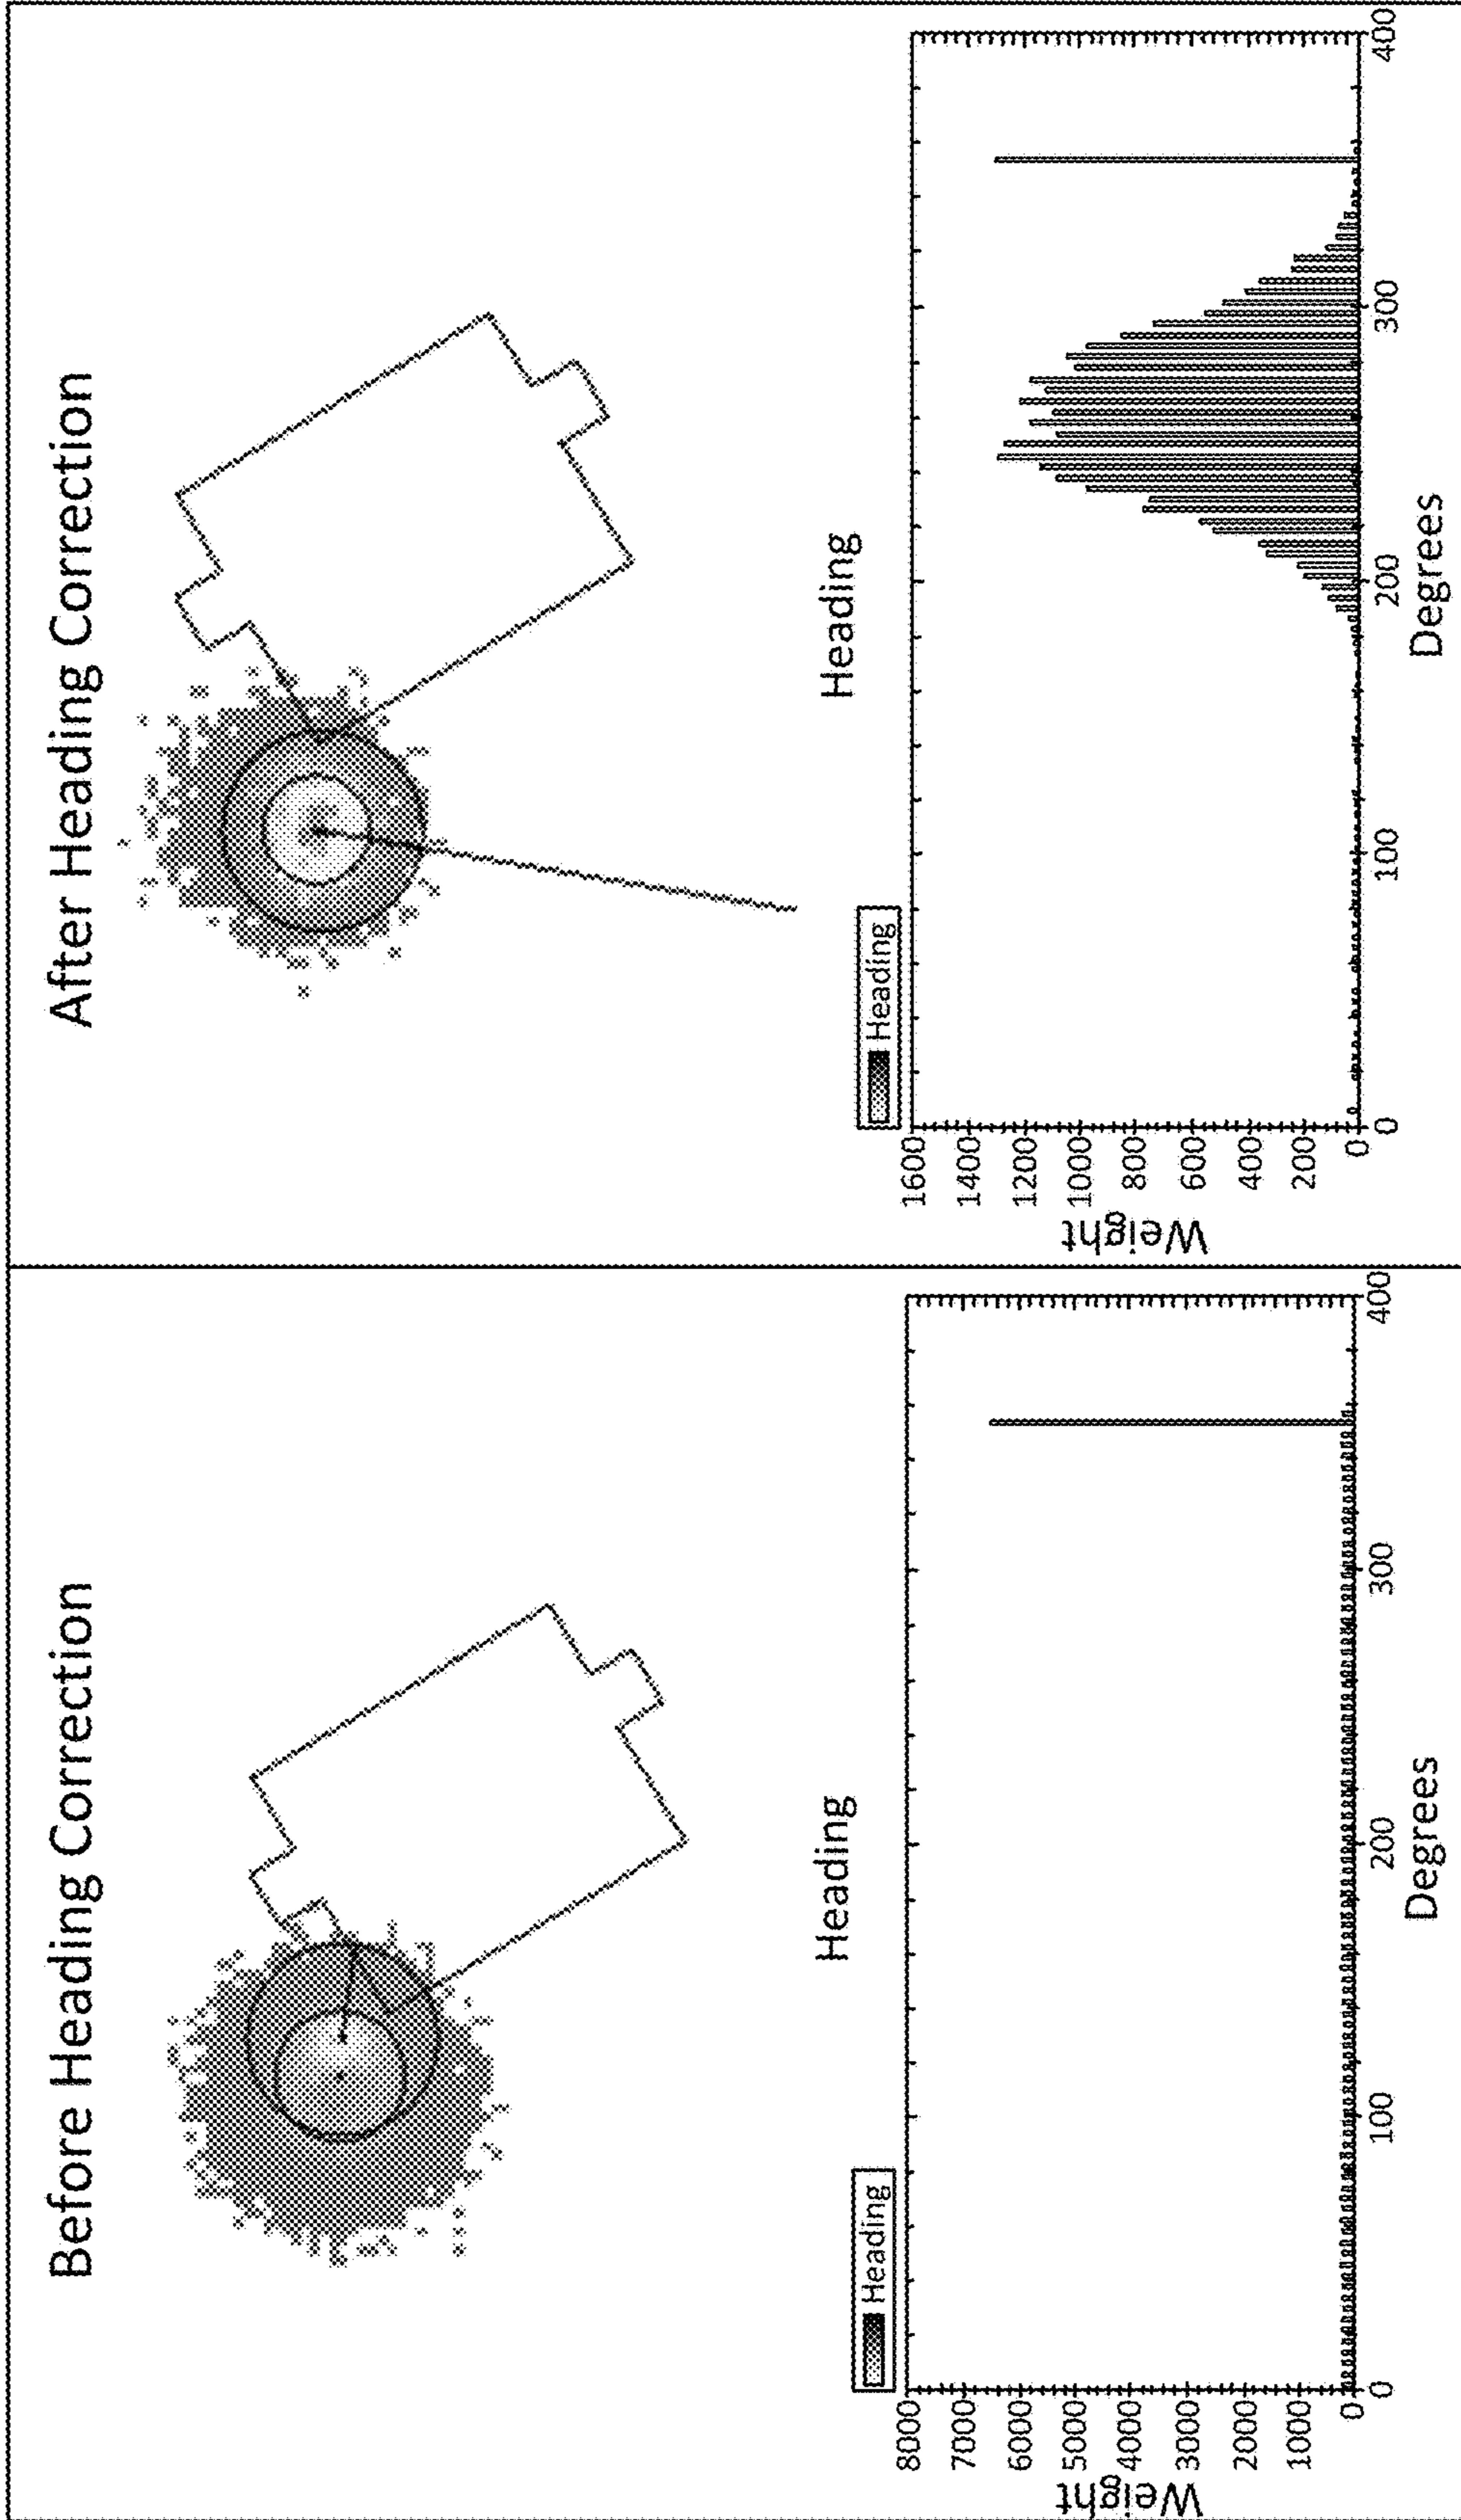 Before Heading Correction
Heading
Heading
Weight
8000
7000
6000
5000
4000
3000
2000
1000
0
0
100
200
300
400
Degrees
After Heading Correction
Heading
Heading
Weight
1600
1400
1200
1000
800
600
400
200
0
0
100
200
300
400
Degrees